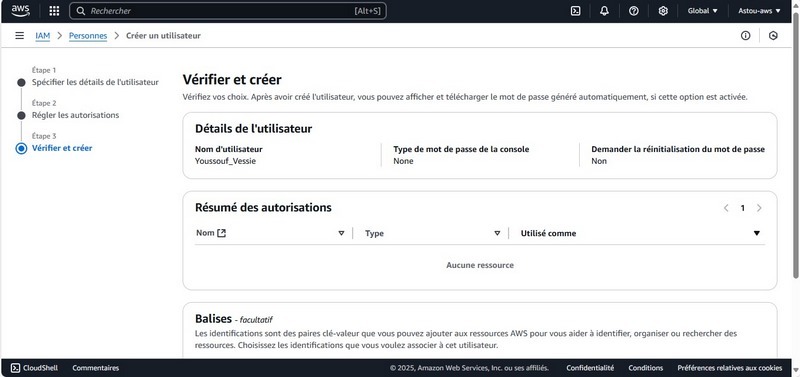 aws
Rechercher
[Alt+S]
Global
Astou-aws
IAM > Personnes > Créer un utilisateur
Étape 1
Spécifier les détails de l'utilisateur
Étape 2
Régler les autorisations
Étape 3
Vérifier et créer
Vérifier et créer
Vérifiez vos choix. Après avoir créé l'utilisateur, vous pouvez afficher et télécharger le mot de passe généré automatiquement, si cette option est activée.
Détails de l'utilisateur
Nom d'utilisateur
Youssouf_Vessie
Type de mot de passe de la console
None
Demander la réinitialisation du mot de passe
Non
Résumé des autorisations
1
Nom
Type
Utilisé comme
Aucune ressource
Balises - facultatif
Les identifications sont des paires clé-valeur que vous pouvez ajouter aux ressources AWS pour vous aider à identifier, organiser ou rechercher des
ressources. Choisissez les identifications que vous voulez associer à cet utilisateur.
CloudShell
Commentaires
© 2025, Amazon Web Services, Inc. ou ses affiliés.
Confidentialité
Conditions
Préférences relatives aux cookies